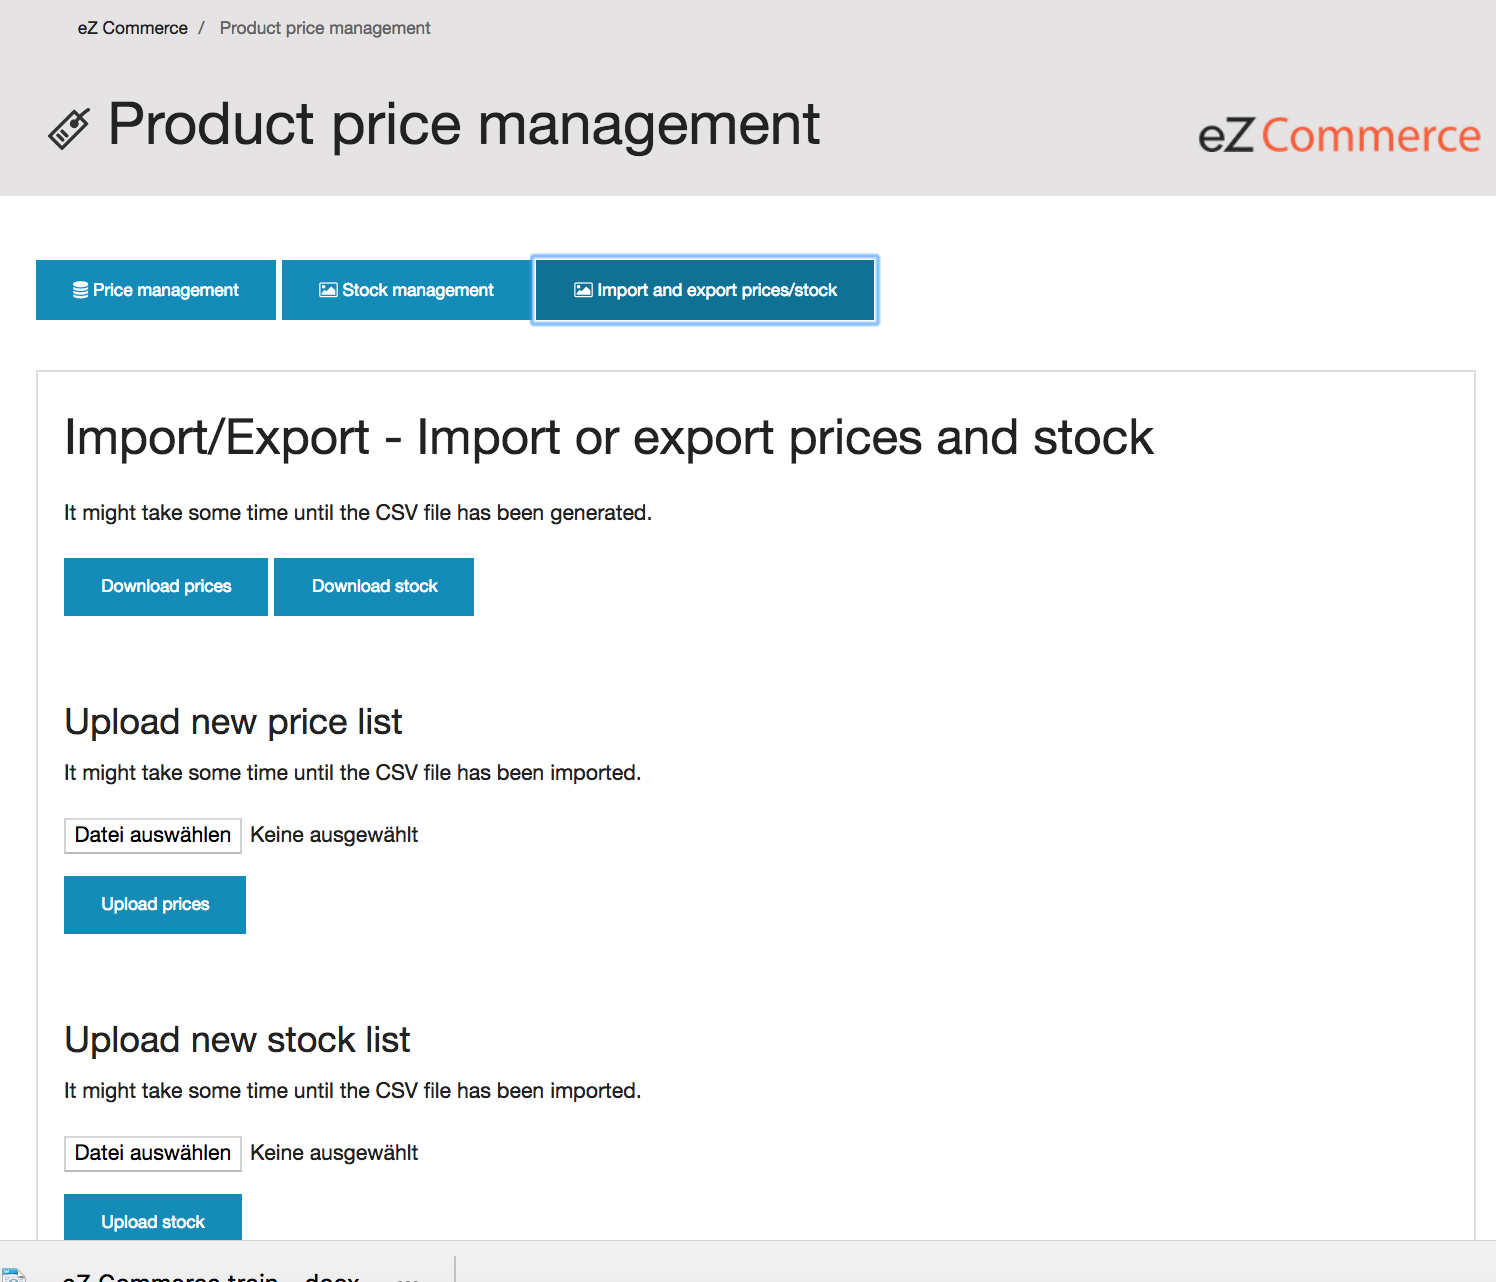 eZ Commerce / Product price management
Product price management
eZ Commerce
Price management Stock management Import and export prices/stock
Import/Export - Import or export prices and stock
It might take some time until the CSV file has been generated.
Download prices Download stock
Upload new price list
It might take some time until the CSV file has been imported.
Datei auswählen Keine ausgewählt
Upload prices
Upload new stock list
It might take some time until the CSV file has been imported.
Datei auswählen Keine ausgewählt
Upload stock
eZ Commerce train....docx